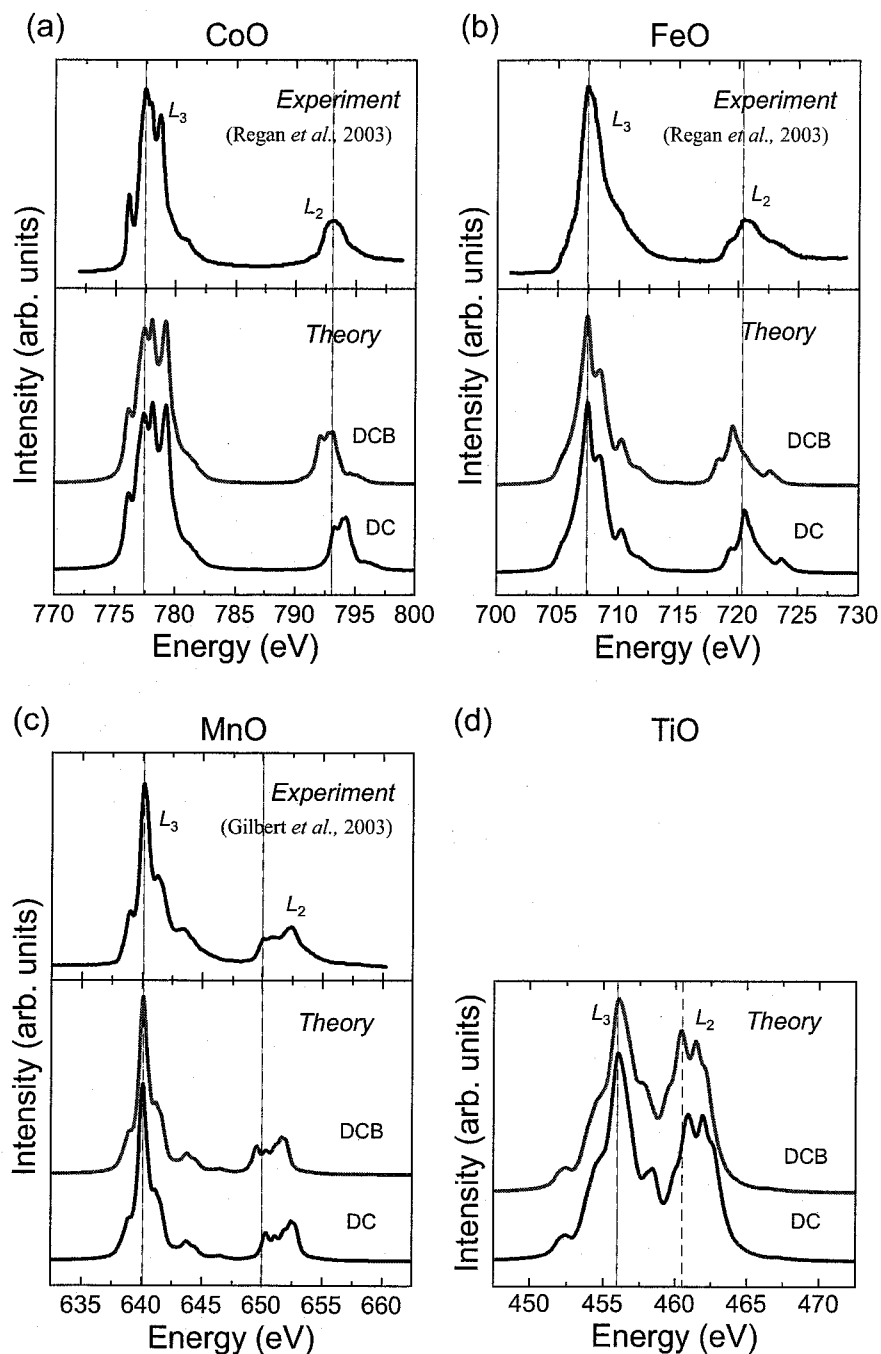 (a)
CoO
Experiment
(Regan et al., 2003)
L3
L2
Theory
DCB
DC
Intensity (arb. units)
770 775 780 785 790 795 800
Energy (eV)
(b)
FeO
Experiment
(Regan et al., 2003)
L3
L2
Theory
DCB
DC
Intensity (arb. units)
700 705 710 715 720 725 730
Energy (eV)
(c)
MnO
Experiment
(Gilbert et al., 2003)
L3
L2
Theory
DCB
DC
Intensity (arb. units)
635 640 645 650 655 660
Energy (eV)
(d)
TiO
L3
L2
Theory
DCB
DC
Intensity (arb. units)
450 455 460 465 470
Energy (eV)